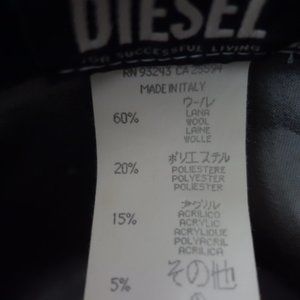 DIESEL
FOR SUCCESSFUL LIVING
RN 93243 CA 25594
MADE IN ITALY
60% ウール
LANA
WOOL
LAINE
WOLLE
20% ポリエステル
POLIESTERE
POLYESTER
POLYESTER
15% アクリル
ACRILICO
ACRYLIC
ACRYLIQUE
POLYACRIL
ACRILICA
5% その他